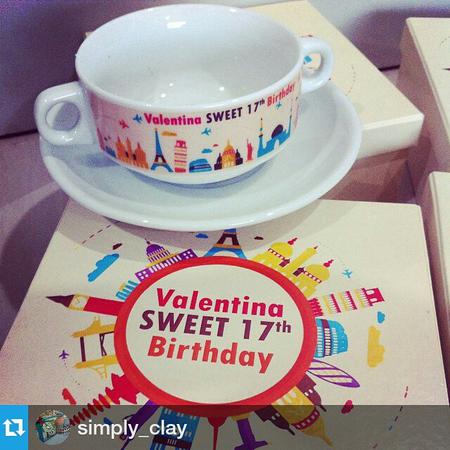 Valentina SWEET 17th Birthday
Valentina
SWEET 17th
Birthday
simply_clay